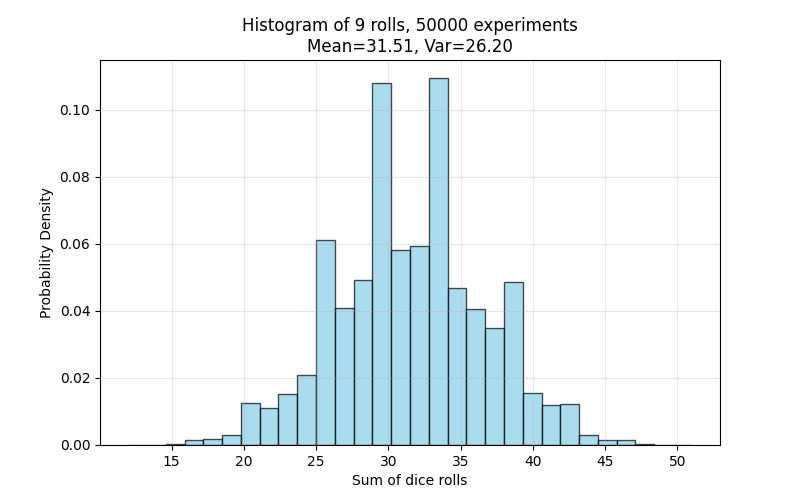 Histogram of 9 rolls, 50000 experiments
Mean=31.51, Var=26.20
0.10
0.08
0.06
0.04
0.02
0.00
Probability Density
15 20 25 30 35 40 45 50
Sum of dice rolls